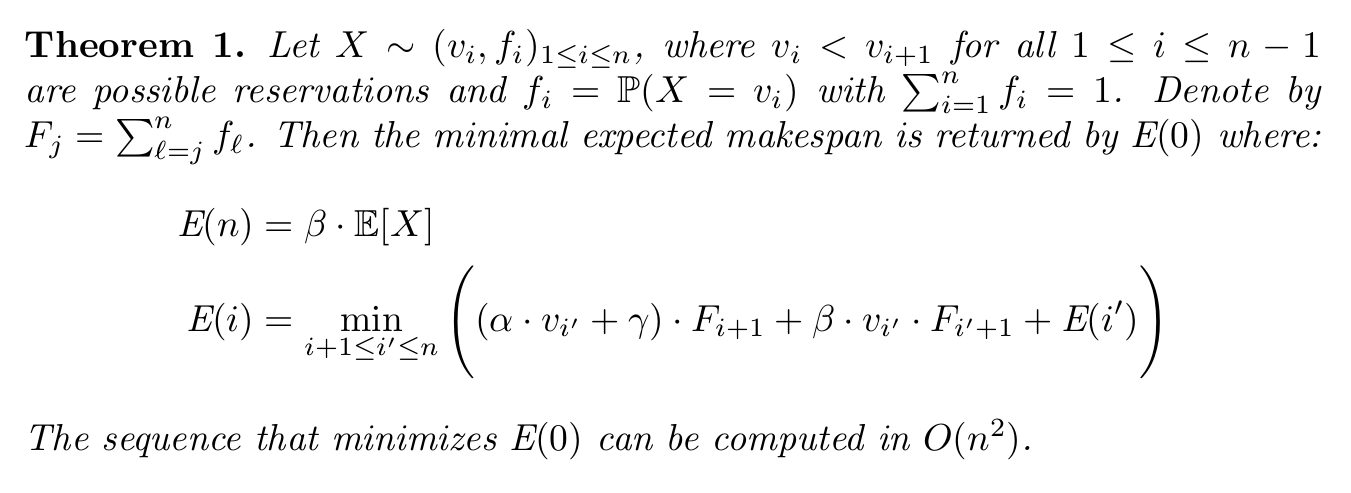 Theorem 1. Let X ∼ (v_i, f_i)_{1≤i≤n}, where v_i < v_{i+1} for all 1 ≤ i ≤ n − 1
are possible reservations and f_i = ℙ(X = v_i) with ∑_{i=1}^{n} f_i = 1. Denote by
F_j = ∑_{ℓ=j}^{n} f_ℓ. Then the minimal expected makespan is returned by E(0) where:
E(n) = β · 𝔼[X]
E(i) = min_{i+1≤i′≤n} ((α · v_{i′} + γ) · F_{i+1} + β · v_{i′} · F_{i′+1} + E(i′))
The sequence that minimizes E(0) can be computed in O(n²).